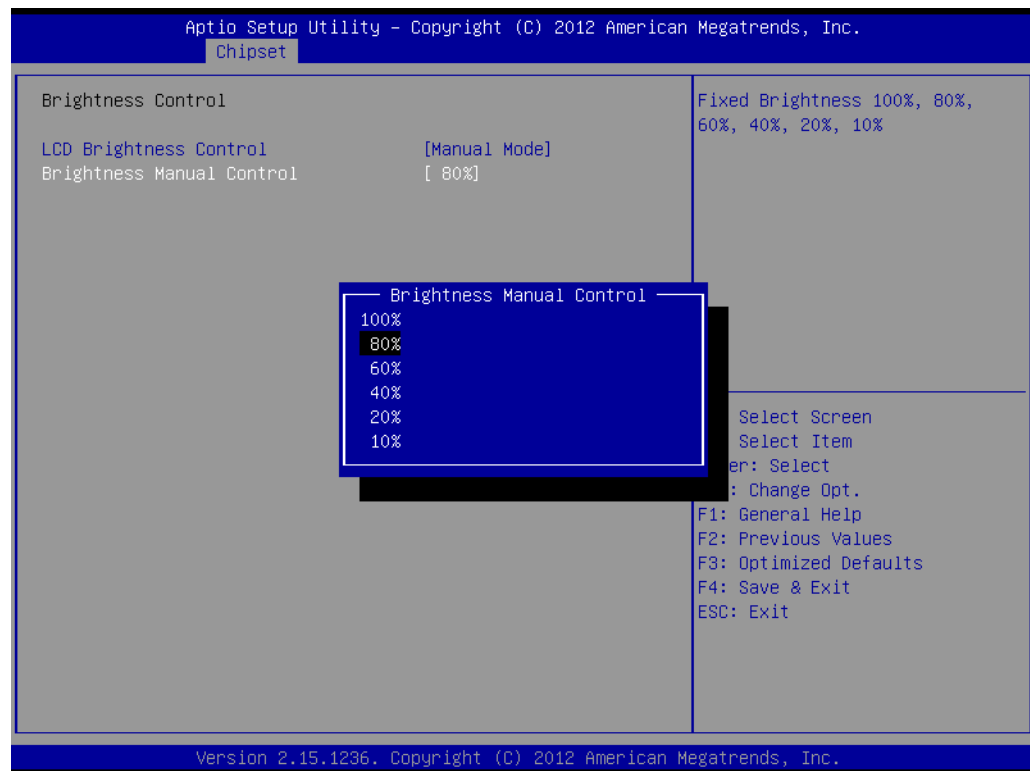 Aptio Setup Utility – Copyright (C) 2012 American Megatrends, Inc.
Chipset
Brightness Control
LCD Brightness Control [Manual Mode]
Brightness Manual Control [ 80%]
Fixed Brightness 100%, 80%,
60%, 40%, 20%, 10%
Brightness Manual Control
100%
80%
60%
40%
20%
10%
Select Screen
Select Item
er: Select
: Change Opt.
F1: General Help
F2: Previous Values
F3: Optimized Defaults
F4: Save & Exit
ESC: Exit
Version 2.15.1236. Copyright (C) 2012 American Megatrends, Inc.